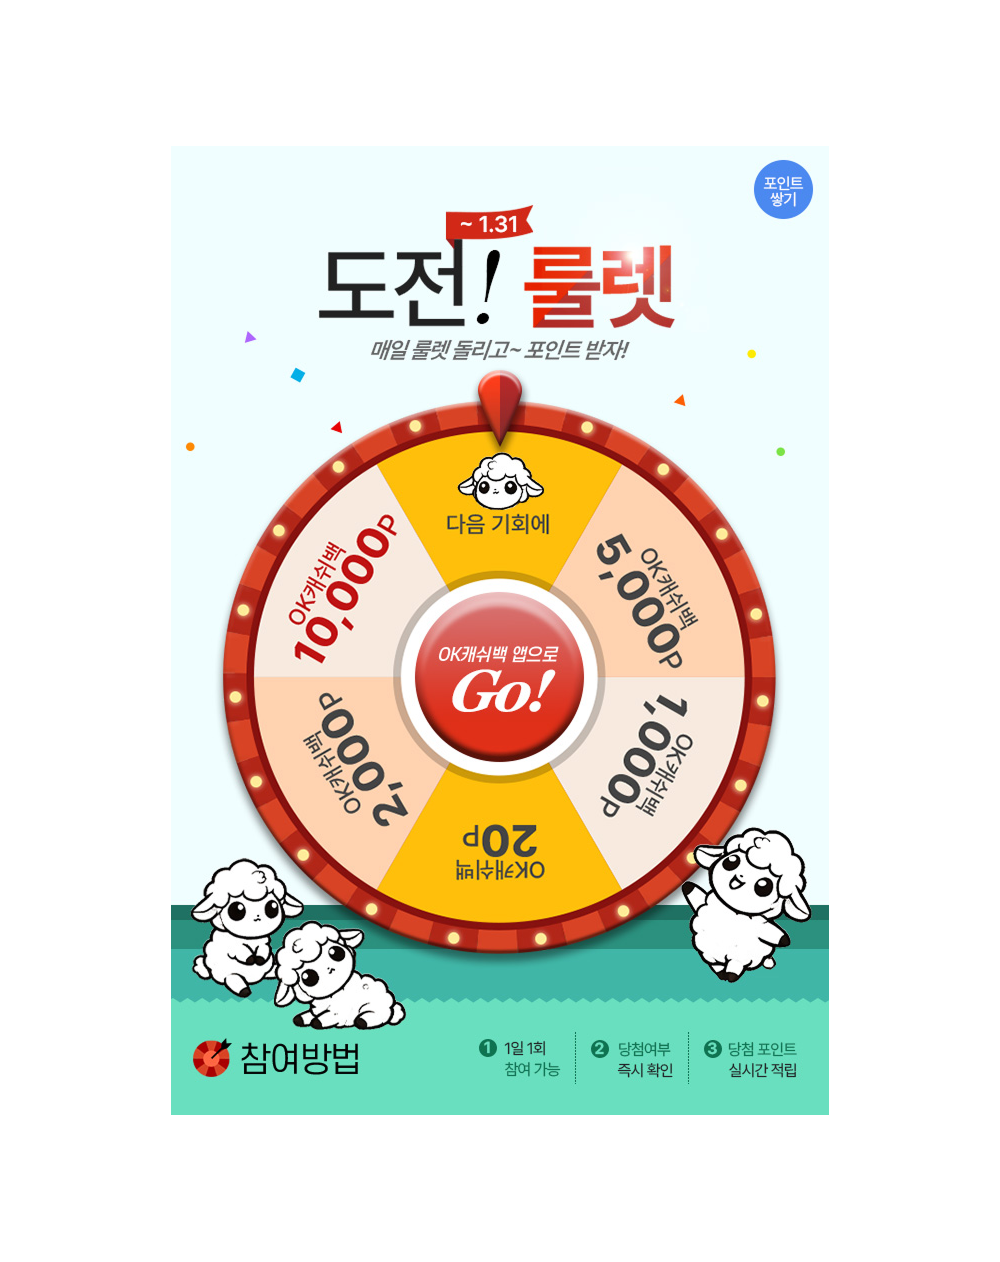 포인트
쌓기
~ 1.31
도전! 룰렛
매일 룰렛 돌리고~ 포인트 받자!
다음 기회에
OK캐쉬백
5,000P
OK캐쉬백
1,000P
OK캐쉬백
20P
OK캐쉬백
2,000P
OK캐쉬백
10,000P
OK캐쉬백 앱으로
Go!
참여방법
1 1일 1회
참여 가능
2 당첨여부
즉시 확인
3 당첨 포인트
실시간 적립